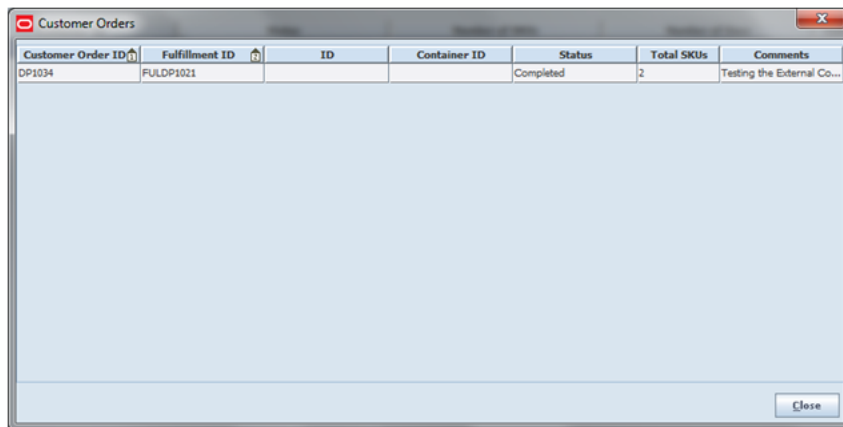 Customer Orders
Customer Order ID 1 Fulfillment ID 2 ID Container ID Status Total SKUs Comments
DP1034 FULDP1021 Completed 2 Testing the External Co...
Close